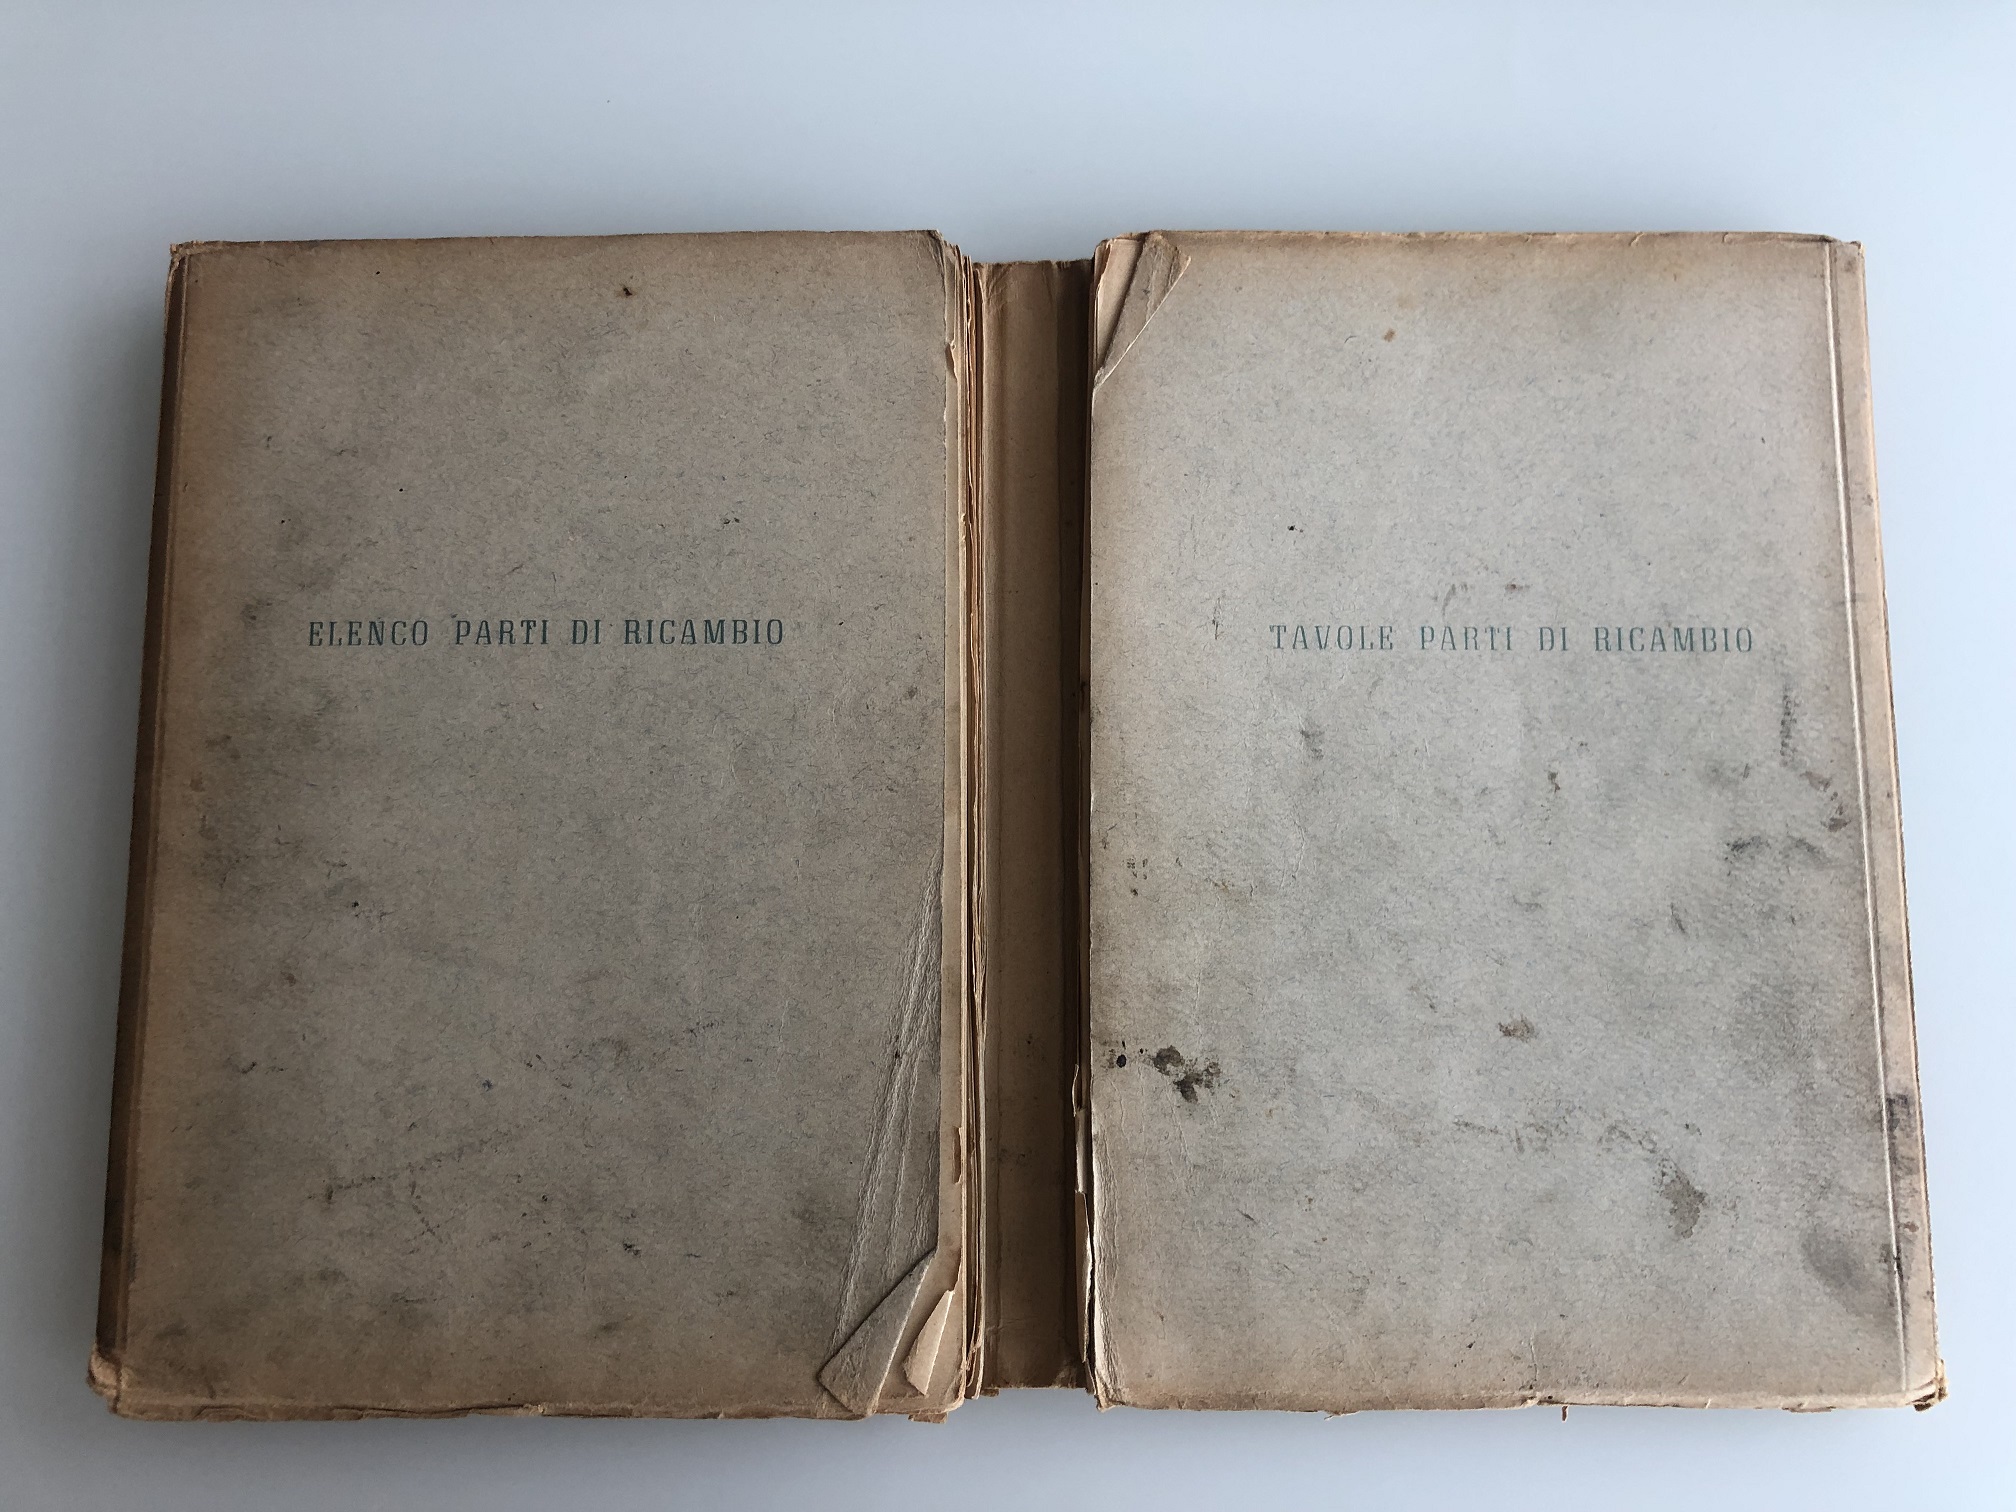 ELENCO PARTI DI RICAMBIO
TAVOLE PARTI DI RICAMBIO